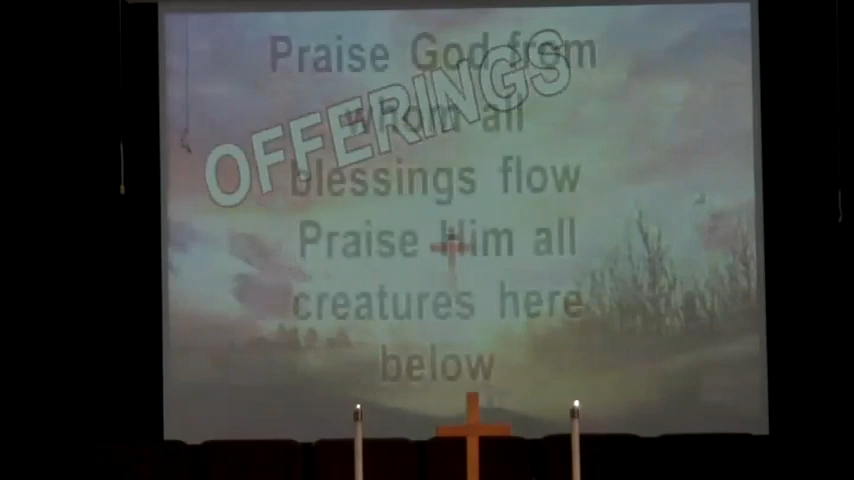 OFFERINGS
Praise God from
whom all
blessings flow
Praise Him all
creatures here
below